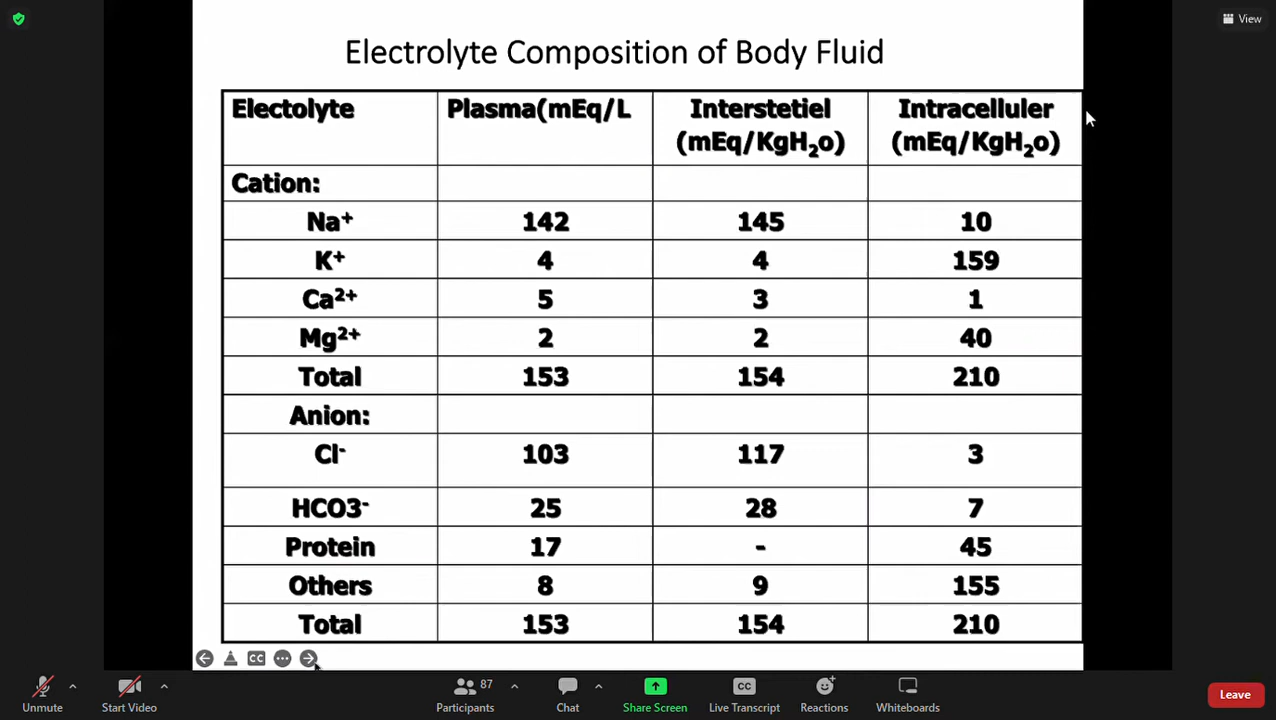 View
Electrolyte Composition of Body Fluid
Electolyte Plasma(mEq/L Interstetiel (mEq/KgH₂o) Intracelluler (mEq/KgH₂o)
Cation:
Na⁺ 142 145 10
K⁺ 4 4 159
Ca²⁺ 5 3 1
Mg²⁺ 2 2 40
Total 153 154 210
Anion:
Cl⁻ 103 117 3
HCO3⁻ 25 28 7
Protein 17 - 45
Others 8 9 155
Total 153 154 210
CC
Unmute Start Video Participants 87 Chat Share Screen CC Live Transcript Reactions Whiteboards Leave